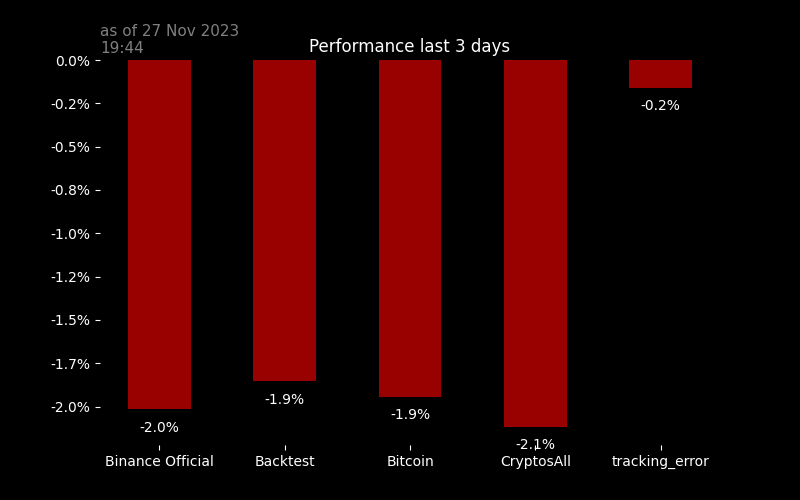 as of 27 Nov 2023
19:44
Performance last 3 days
0.0%
-0.2%
-0.5%
-0.8%
-1.0%
-1.2%
-1.5%
-1.7%
-2.0%
-2.0%
-1.9%
-1.9%
-2.1%
-0.2%
Binance Official
Backtest
Bitcoin
CryptosAll
tracking_error